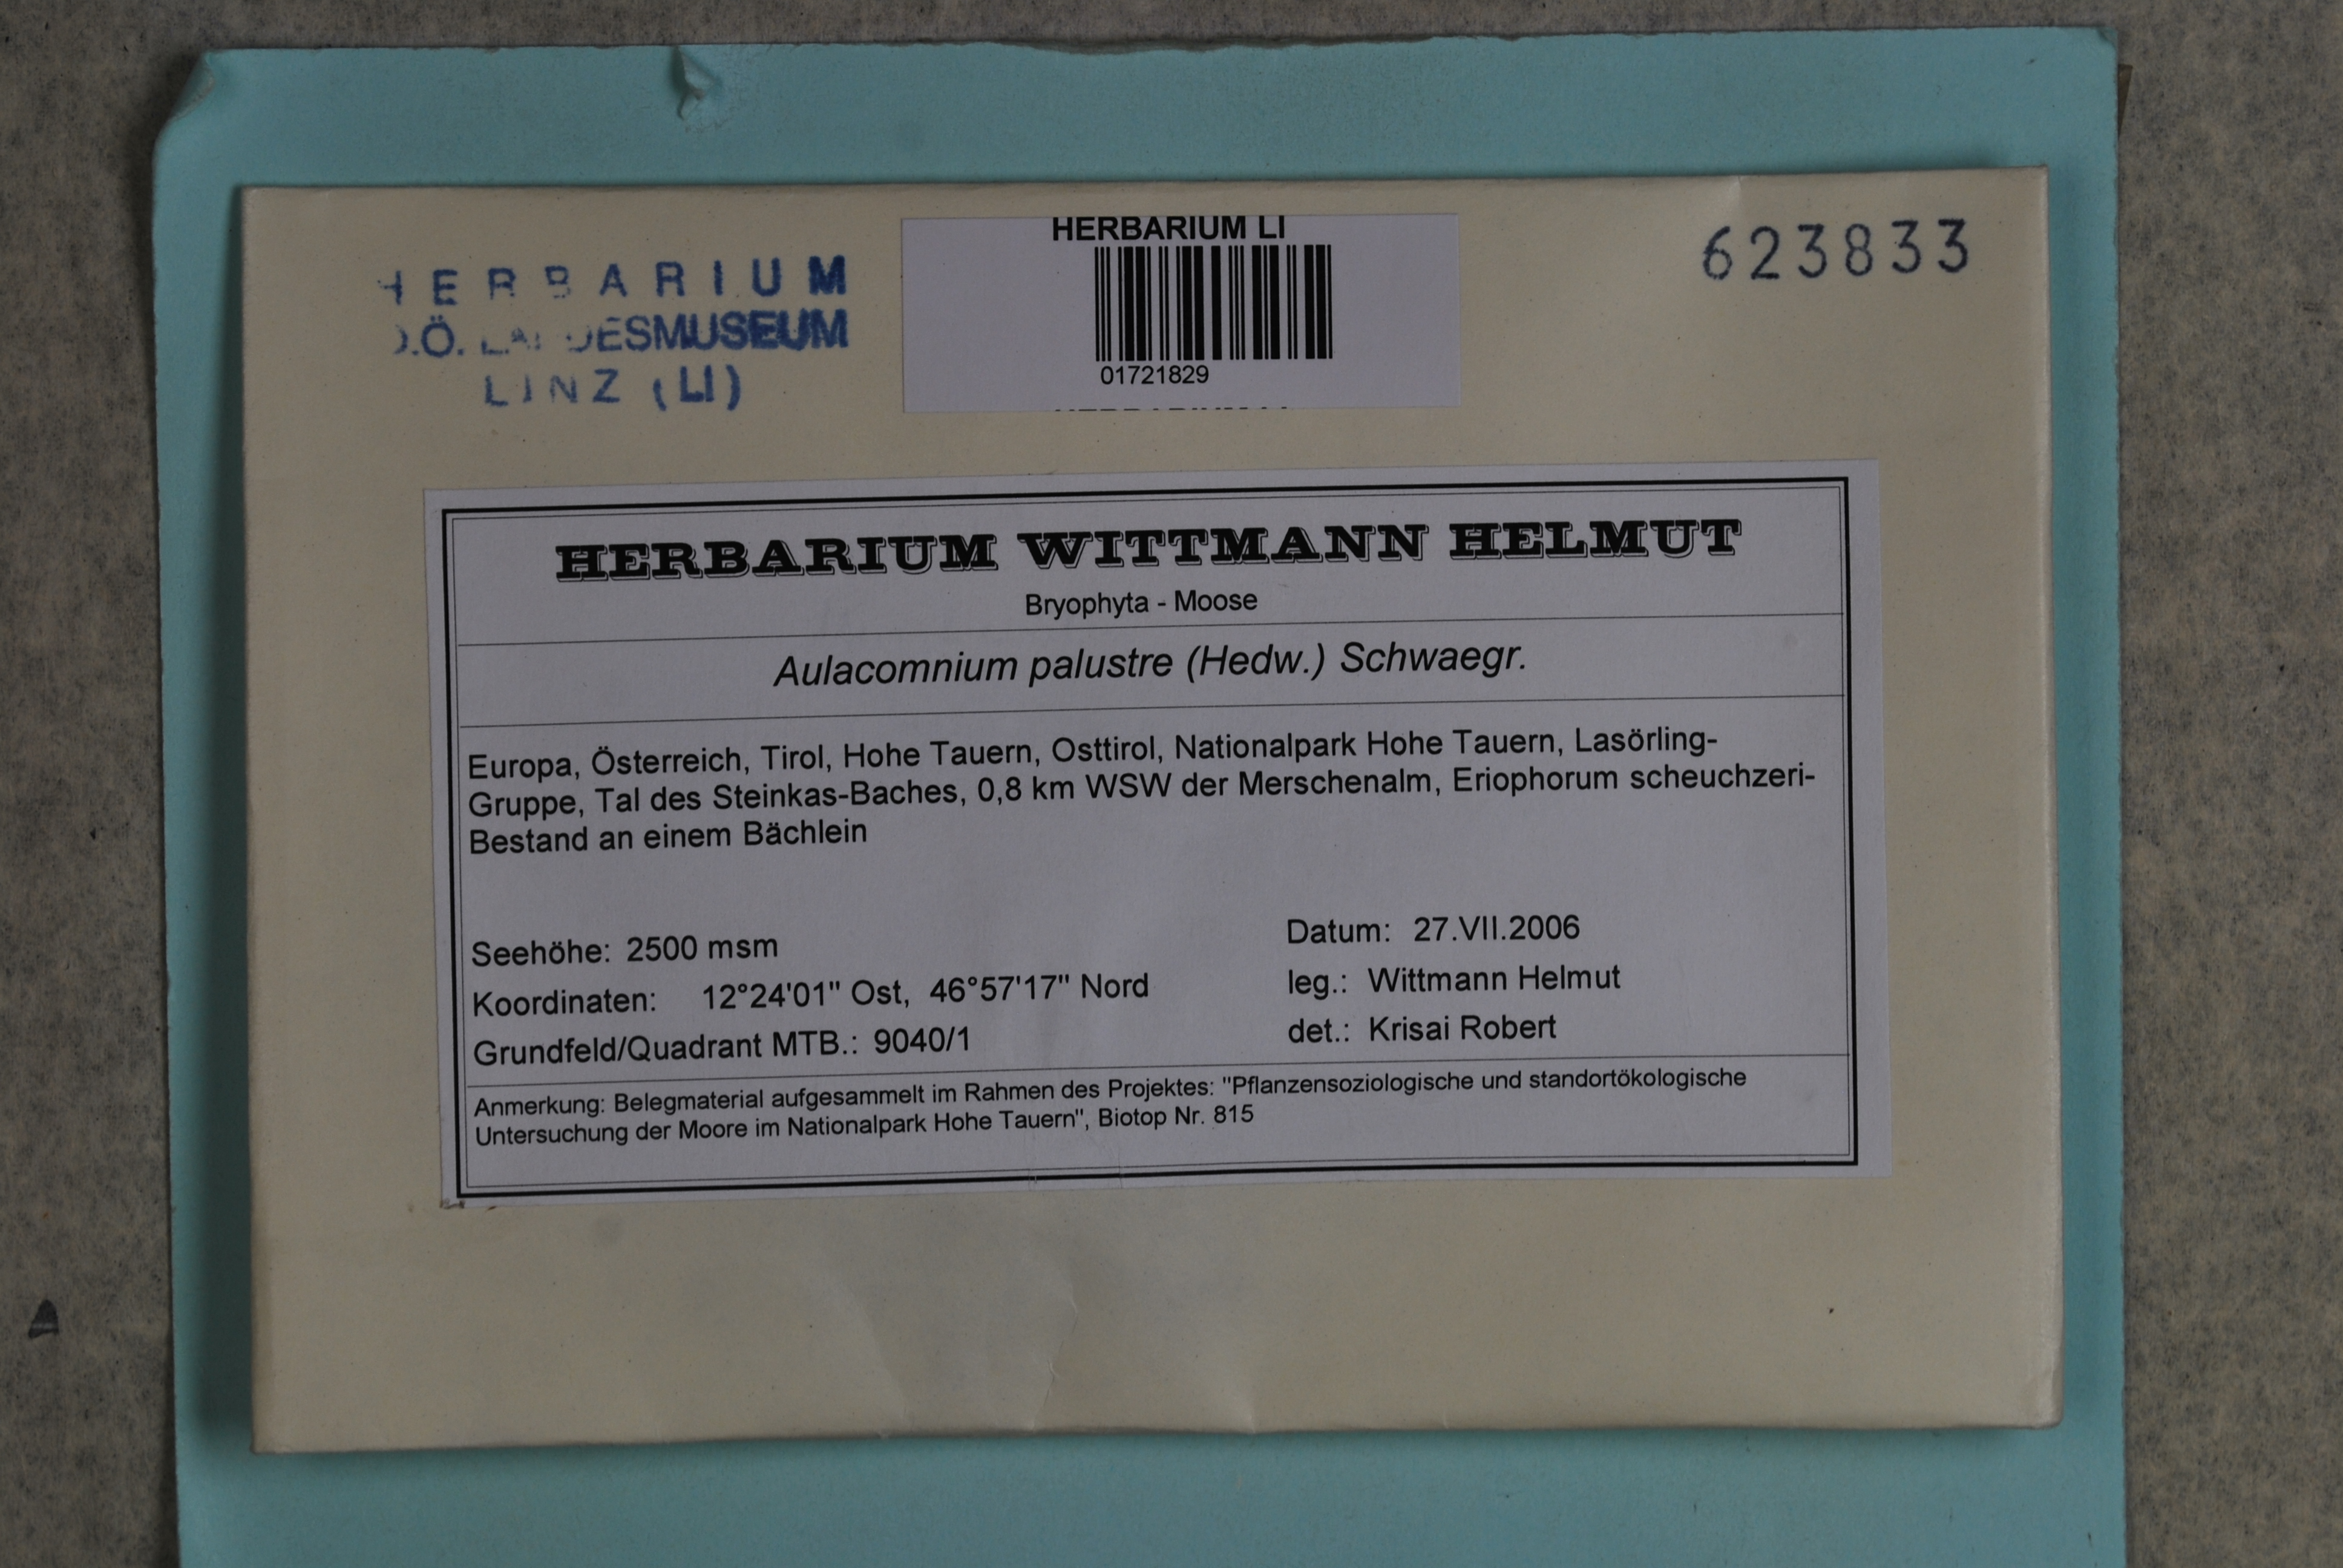 HERBARIUM
O.Ö. LANDESMUSEUM
LINZ (LI)
HERBARIUM LI
01721829
623833
HERBARIUM WITTMANN HELMUT
Bryophyta - Moose
Aulacomnium palustre (Hedw.) Schwaegr.
Europa, Österreich, Tirol, Hohe Tauern, Osttirol, Nationalpark Hohe Tauern, Lasörling-
Gruppe, Tal des Steinkas-Baches, 0,8 km WSW der Merschenalm, Eriophorum scheuchzeri-
Bestand an einem Bächlein
Seehöhe: 2500 msm
Koordinaten: 12°24'01" Ost, 46°57'17" Nord
Grundfeld/Quadrant MTB.: 9040/1
Datum: 27.VII.2006
leg.: Wittmann Helmut
det.: Krisai Robert
Anmerkung: Belegmaterial aufgesammelt im Rahmen des Projektes: "Pflanzensoziologische und standortökologische
Untersuchung der Moore im Nationalpark Hohe Tauern", Biotop Nr. 815